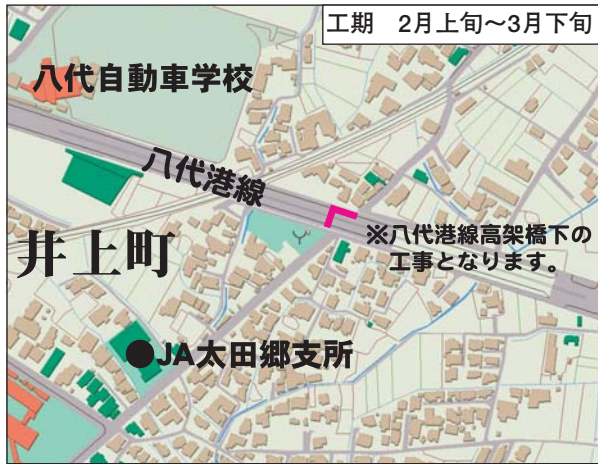 工期　2月上旬～3月下旬
八代自動車学校
八代港線
※八代港線高架橋下の
工事となります。
井上町
●JA太田郷支所